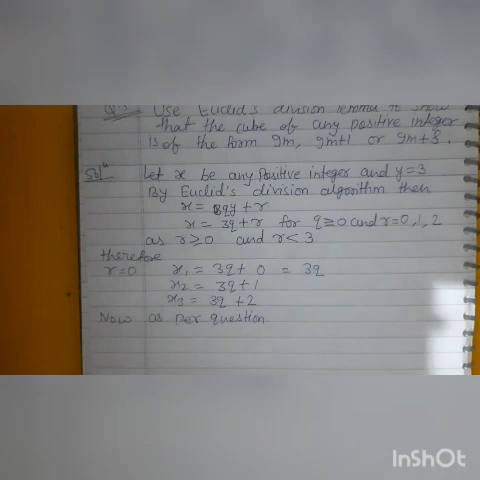 Use Euclid's division lemma to show
that the cube of any positive integer
is of the form 9m, 9m+1 or 9m+8.
Solⁿ Let x be any Positive integer and y=3
By Euclid's division algorithm then
x = qy + r
x = 3q + r for q ≥ 0 and r = 0, 1, 2
as r ≥ 0 and r < 3
therefore
r=0 x₁ = 3q + 0 = 3q
x₂ = 3q + 1
x₃ = 3q + 2
Now as per question
InShOt